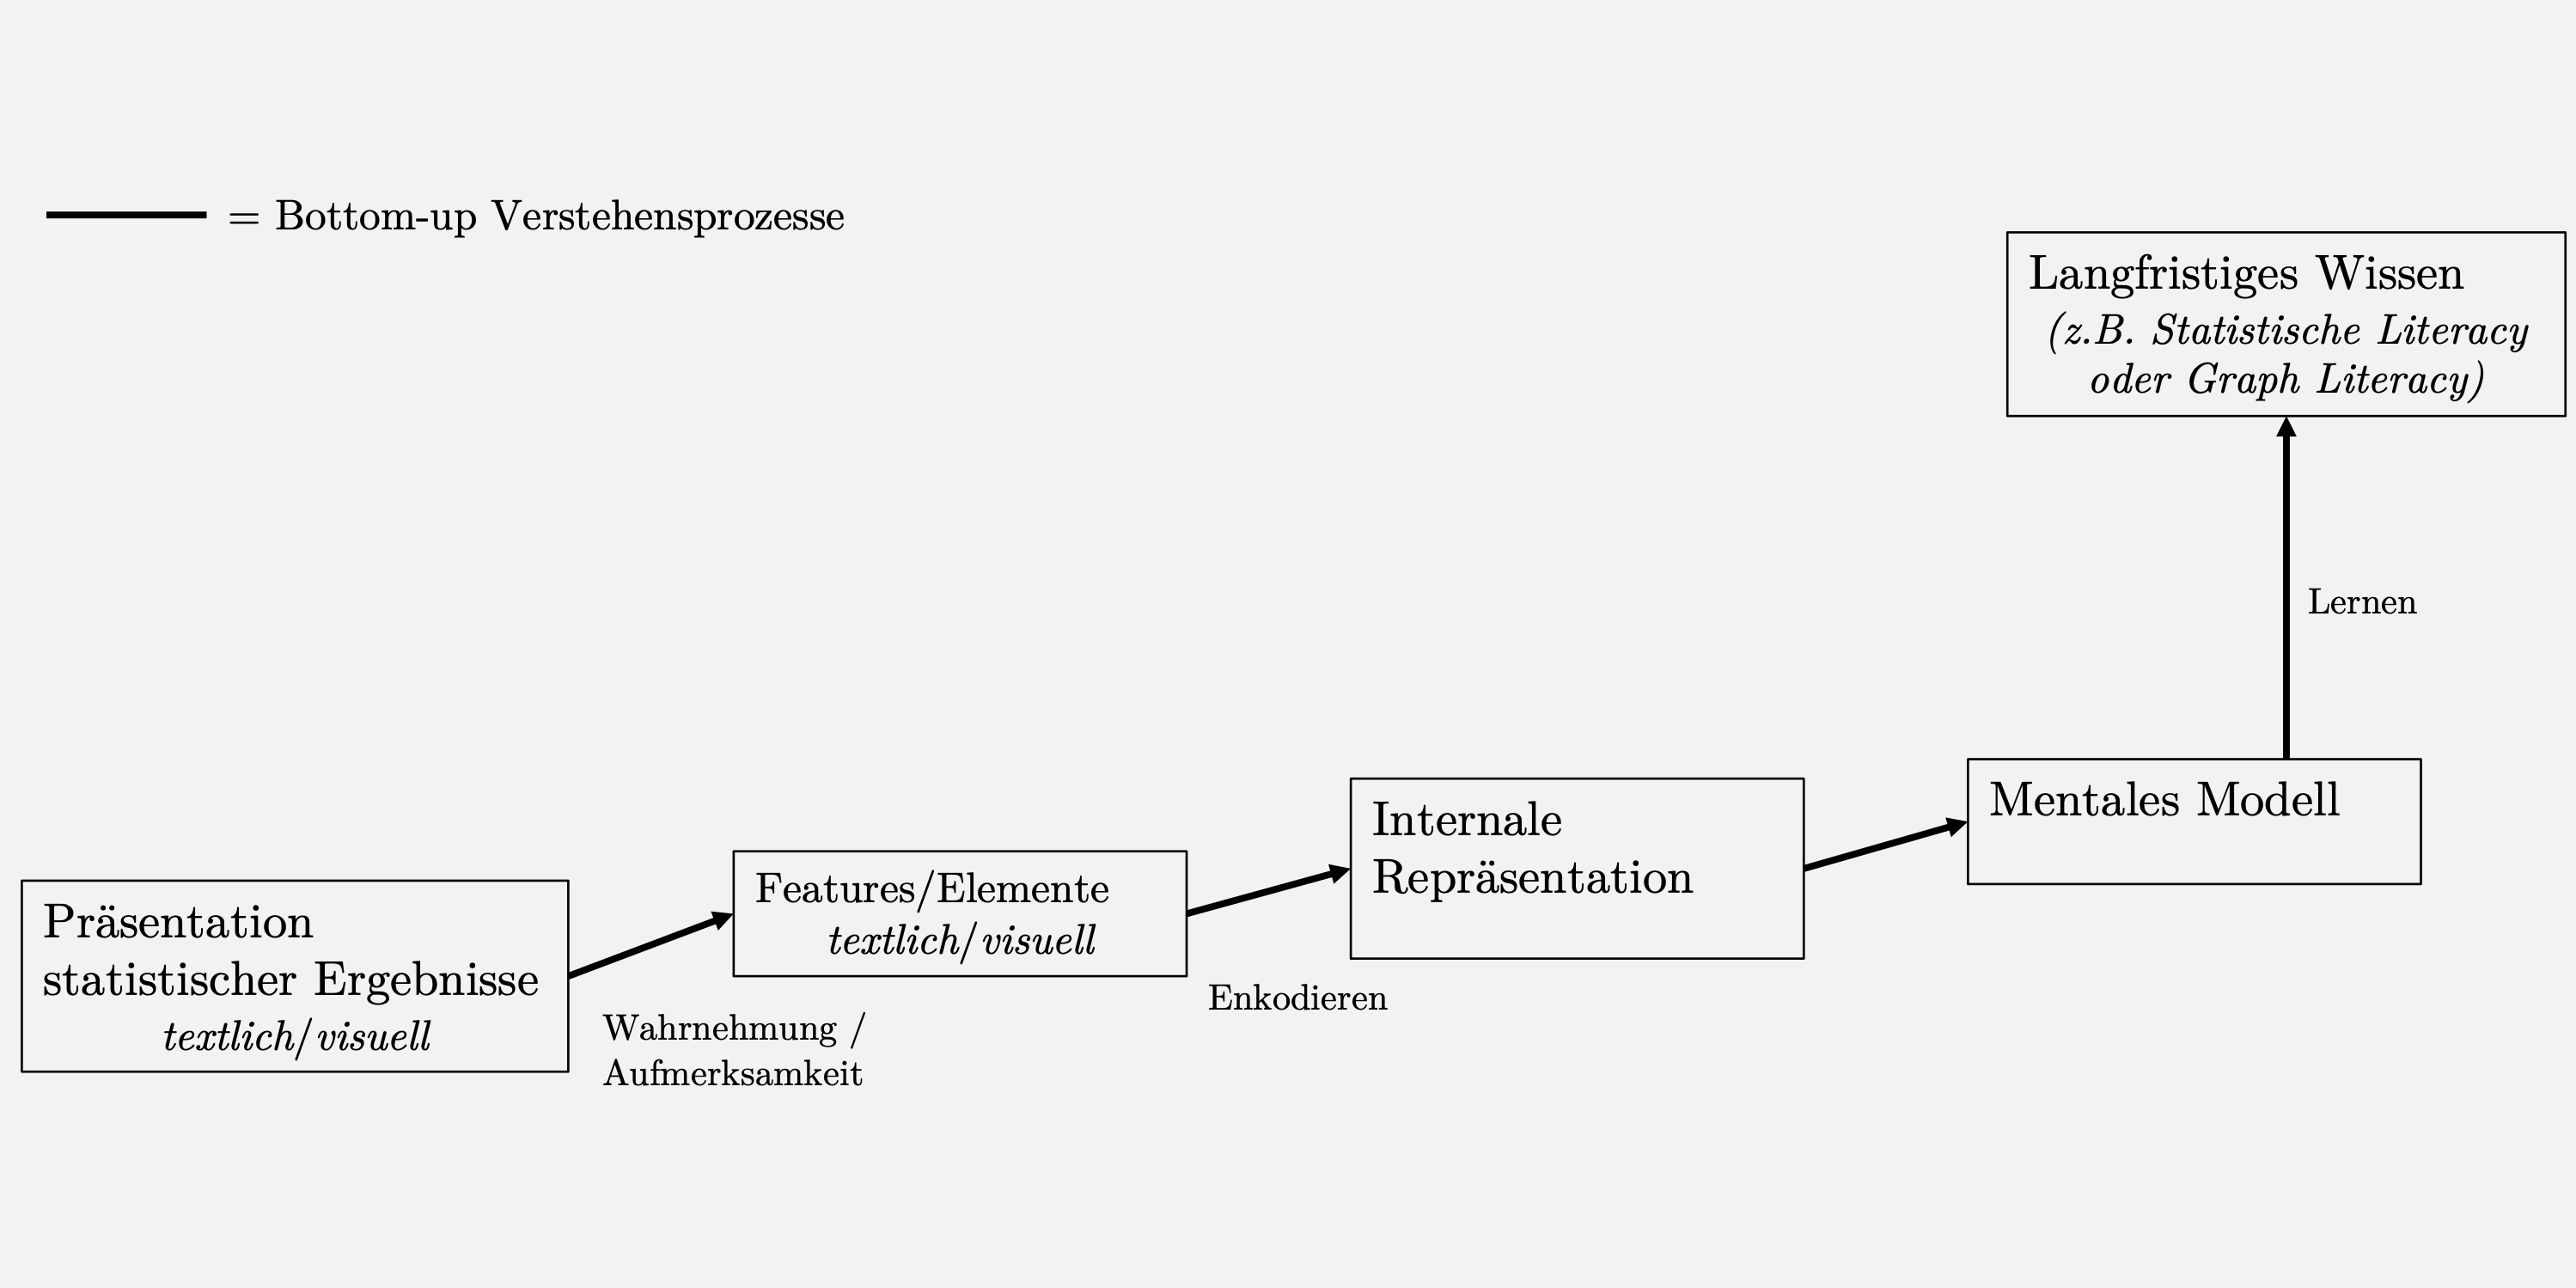 = Bottom-up Verstehensprozesse
Langfristiges Wissen
(z.B. Statistische Literacy
oder Graph Literacy)
Lernen
Mentales Modell
Internale
Repräsentation
Features/Elemente
textlich/visuell
Enkodieren
Präsentation
statistischer Ergebnisse
textlich/visuell
Wahrnehmung /
Aufmerksamkeit